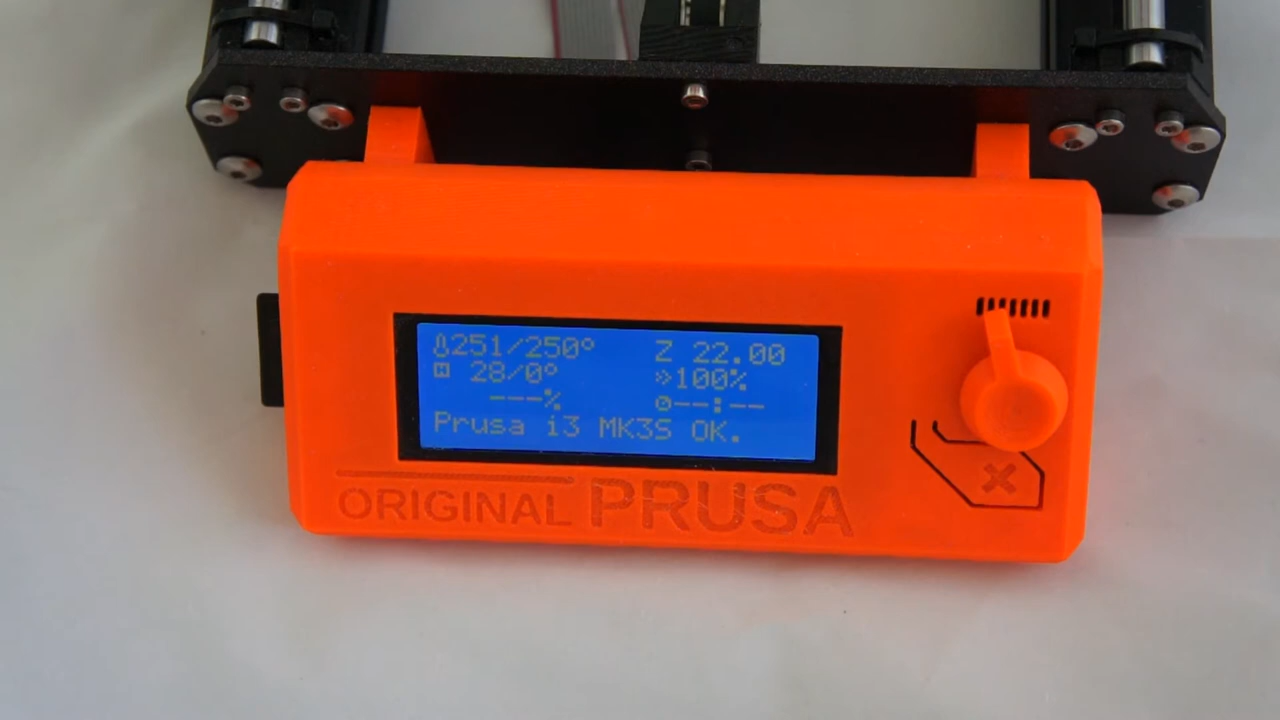 251/250° Z 22.00
28/0° 100%
---% --:--
Prusa i3 MK3S OK.
ORIGINAL PRUSA